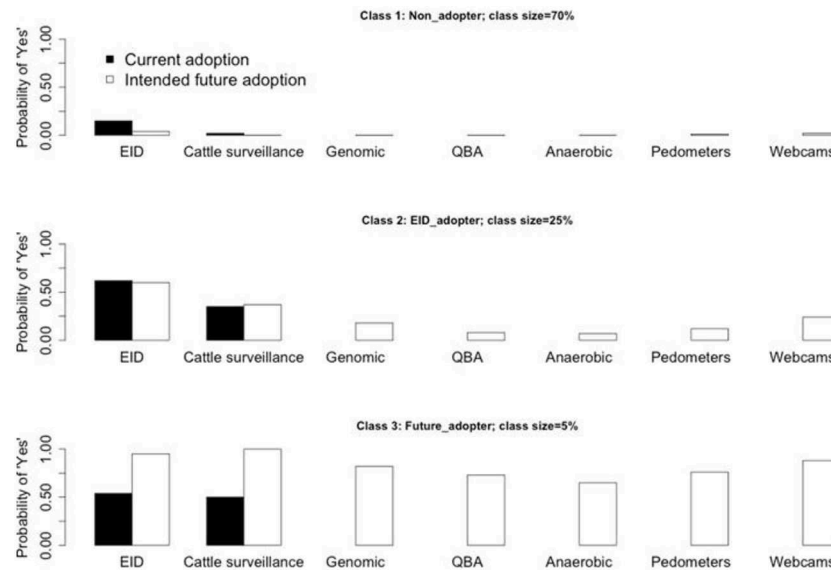 Class 1: Non_adopter; class size=70%
Probability of 'Yes'
0.00 0.50 1.00
Current adoption
Intended future adoption
EID Cattle surveillance Genomic QBA Anaerobic Pedometers Webcams
Class 2: EID_adopter; class size=25%
Probability of 'Yes'
0.00 0.50 1.00
EID Cattle surveillance Genomic QBA Anaerobic Pedometers Webcams
Class 3: Future_adopter; class size=5%
Probability of 'Yes'
0.00 0.50 1.00
EID Cattle surveillance Genomic QBA Anaerobic Pedometers Webcams